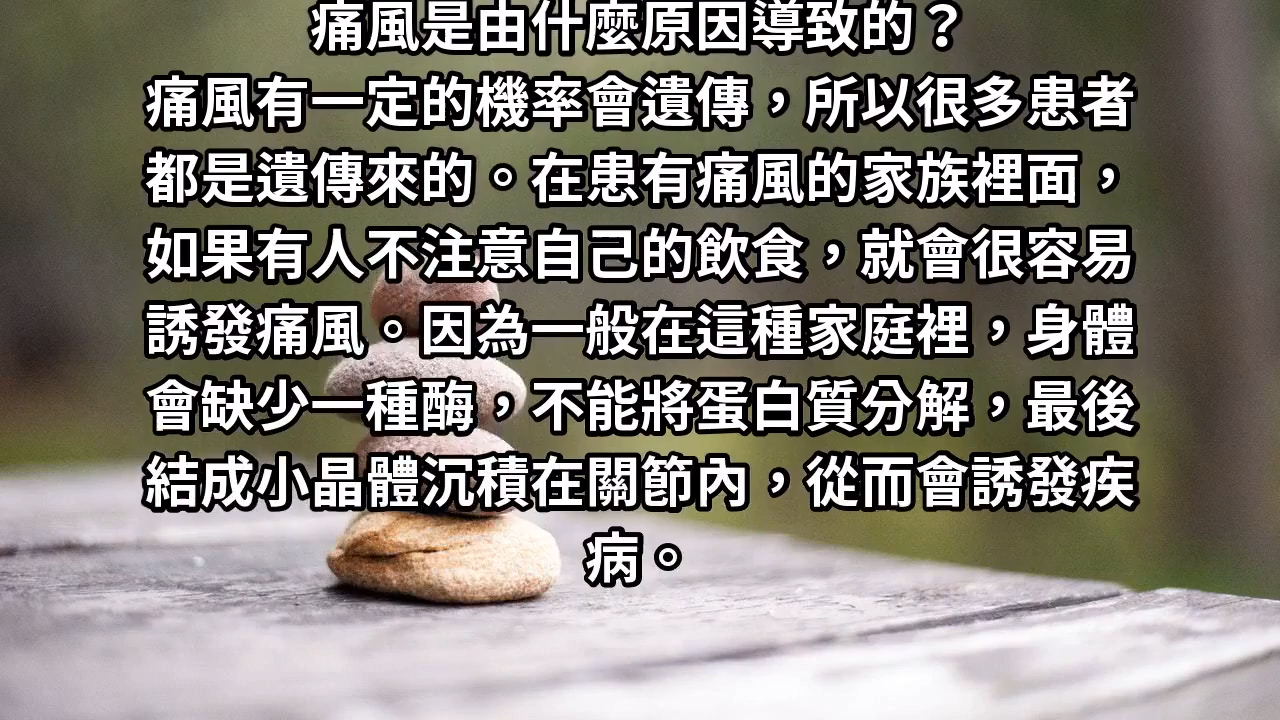 痛風是由什麼原因導致的？
痛風有一定的機率會遺傳，所以很多患者
都是遺傳來的。在患有痛風的家族裡面，
如果有人不注意自己的飲食，就會很容易
誘發痛風。因為一般在這種家庭裡，身體
會缺少一種酶，不能將蛋白質分解，最後
結成小晶體沉積在關節內，從而會誘發疾
病。